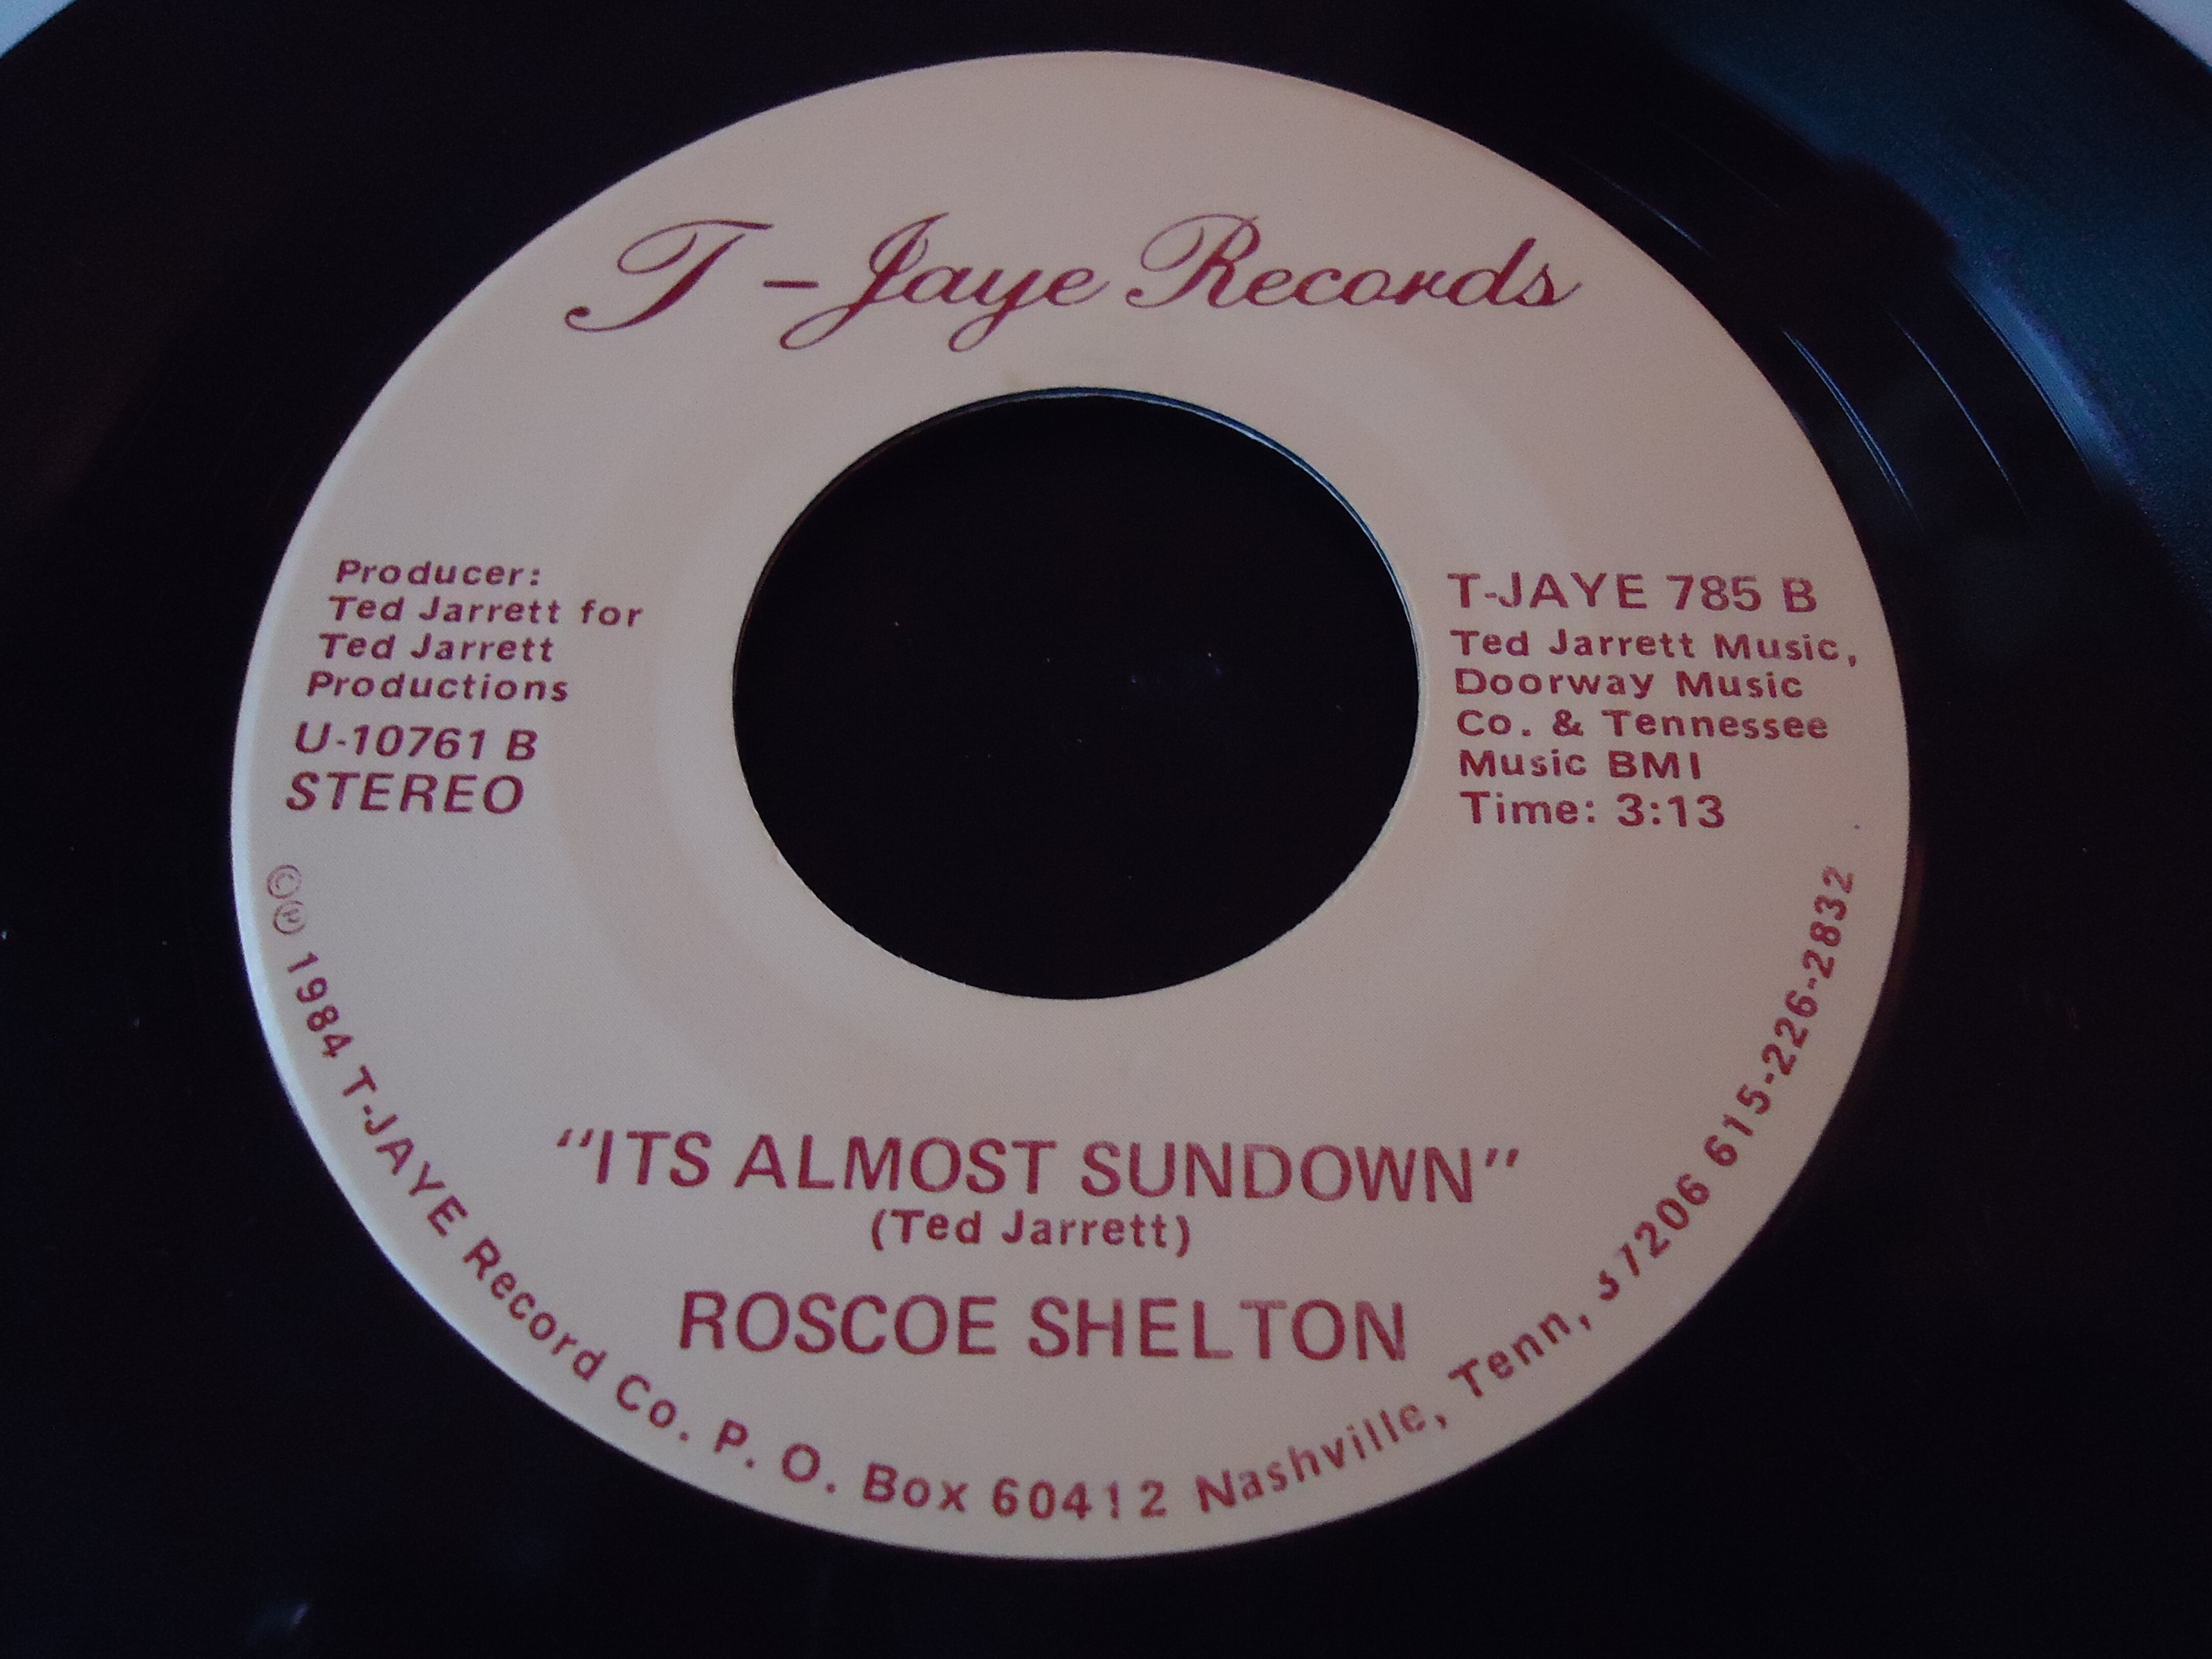 T-Jaye Records
Producer:
Ted Jarrett for
Ted Jarrett
Productions
U-10761 B
STEREO
T-JAYE 785 B
Ted Jarrett Music,
Doorway Music
Co. & Tennessee
Music BMI
Time: 3:13
"ITS ALMOST SUNDOWN"
(Ted Jarrett)
ROSCOE SHELTON
©℗ 1984 T-JAYE Record Co. P. O. Box 60412 Nashville, Tenn, 37206 615-226-2832